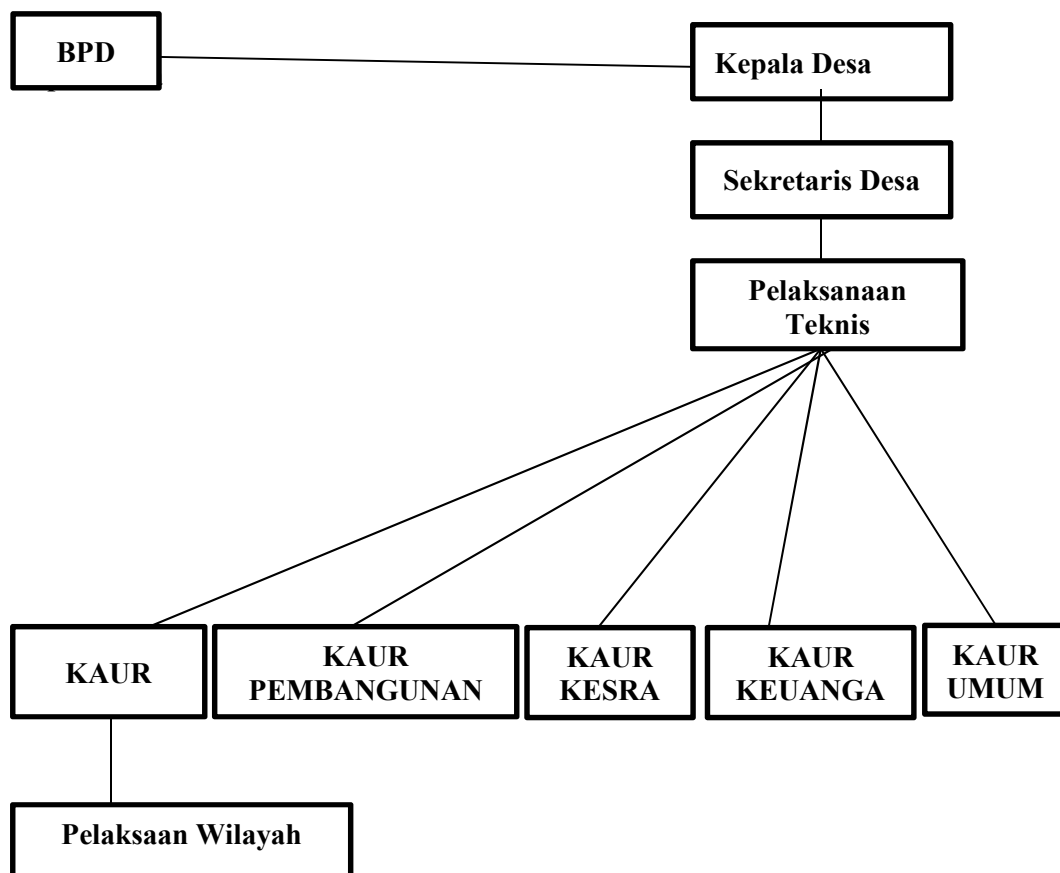 BPD
Kepala Desa
Sekretaris Desa
Pelaksanaan
Teknis
KAUR
KAUR
PEMBANGUNAN
KAUR
KESRA
KAUR
KEUANGA
KAUR
UMUM
Pelaksaan Wilayah